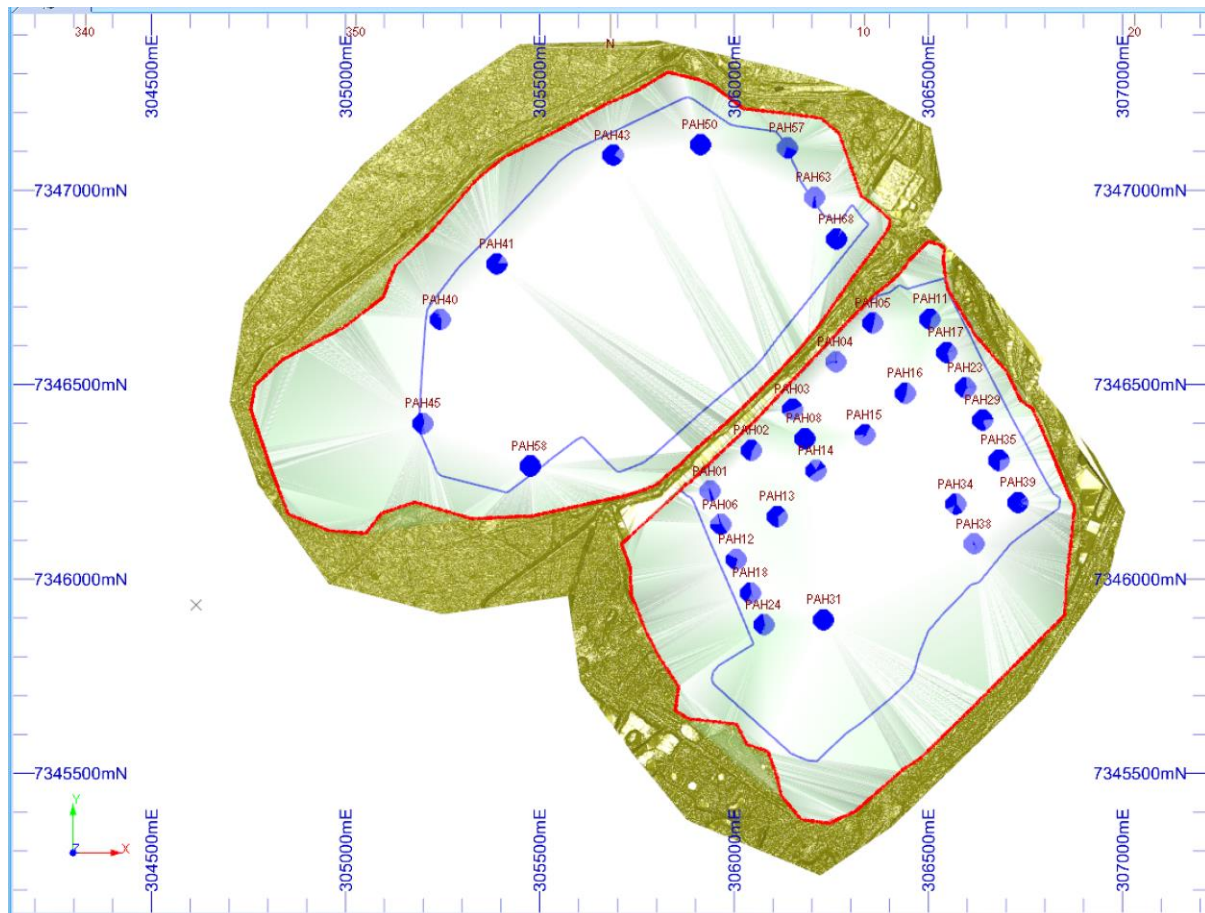 340
350
N
10
20
304500mE
305000mE
305500mE
306000mE
306500mE
307000mE
PAH43
PAH50
PAH57
7347000mN
7347000mN
PAH63
PAH68
PAH41
PAH40
PAH05
PAH11
PAH17
PAH04
PAH23
PAH16
7346500mN
7346500mN
PAH03
PAH29
PAH45
PAH08
PAH15
PAH02
PAH35
PAH58
PAH14
PAH01
PAH34
PAH39
PAH06
PAH13
PAH38
PAH12
PAH18
7346000mN
7346000mN
PAH24
PAH31
7345500mN
7345500mN
Y
Z
X
304500mE
305000mE
305500mE
306000mE
306500mE
307000mE